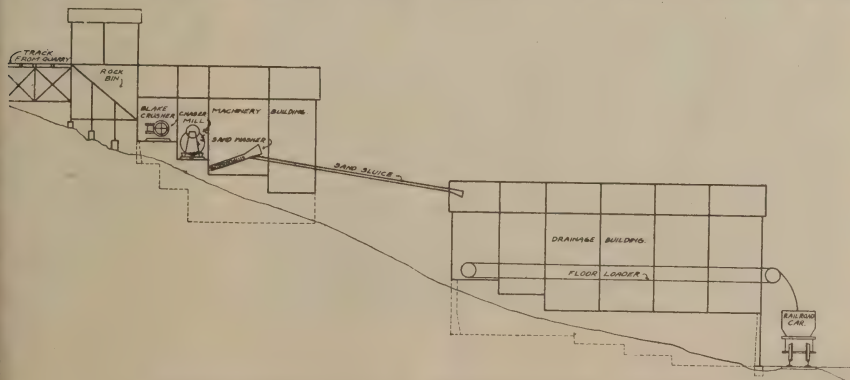 TRACK
FROM QUARRY
ROCK
BIN
BLAKE
CRUSHER
CHASER
MILL
MACHINERY BUILDING
SAND WASHER
SAND SLUICE
DRAINAGE BUILDING
FLOOR LOADER
RAILROAD
CAR.